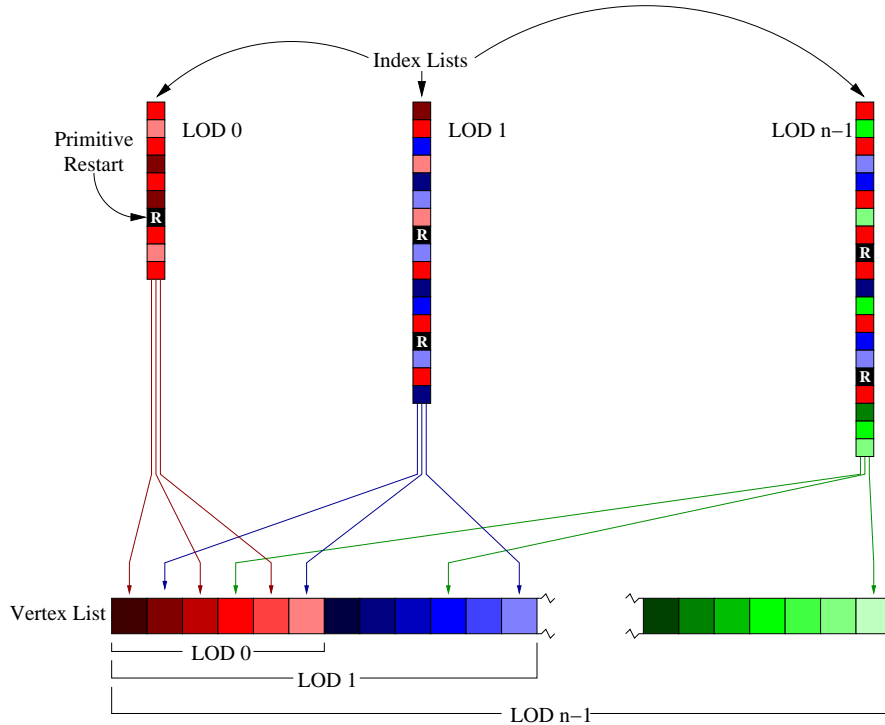 Index Lists
LOD 0
LOD 1
LOD n−1
Primitive
Restart
R
R
R
R
R
Vertex List
LOD 0
LOD 1
LOD n−1